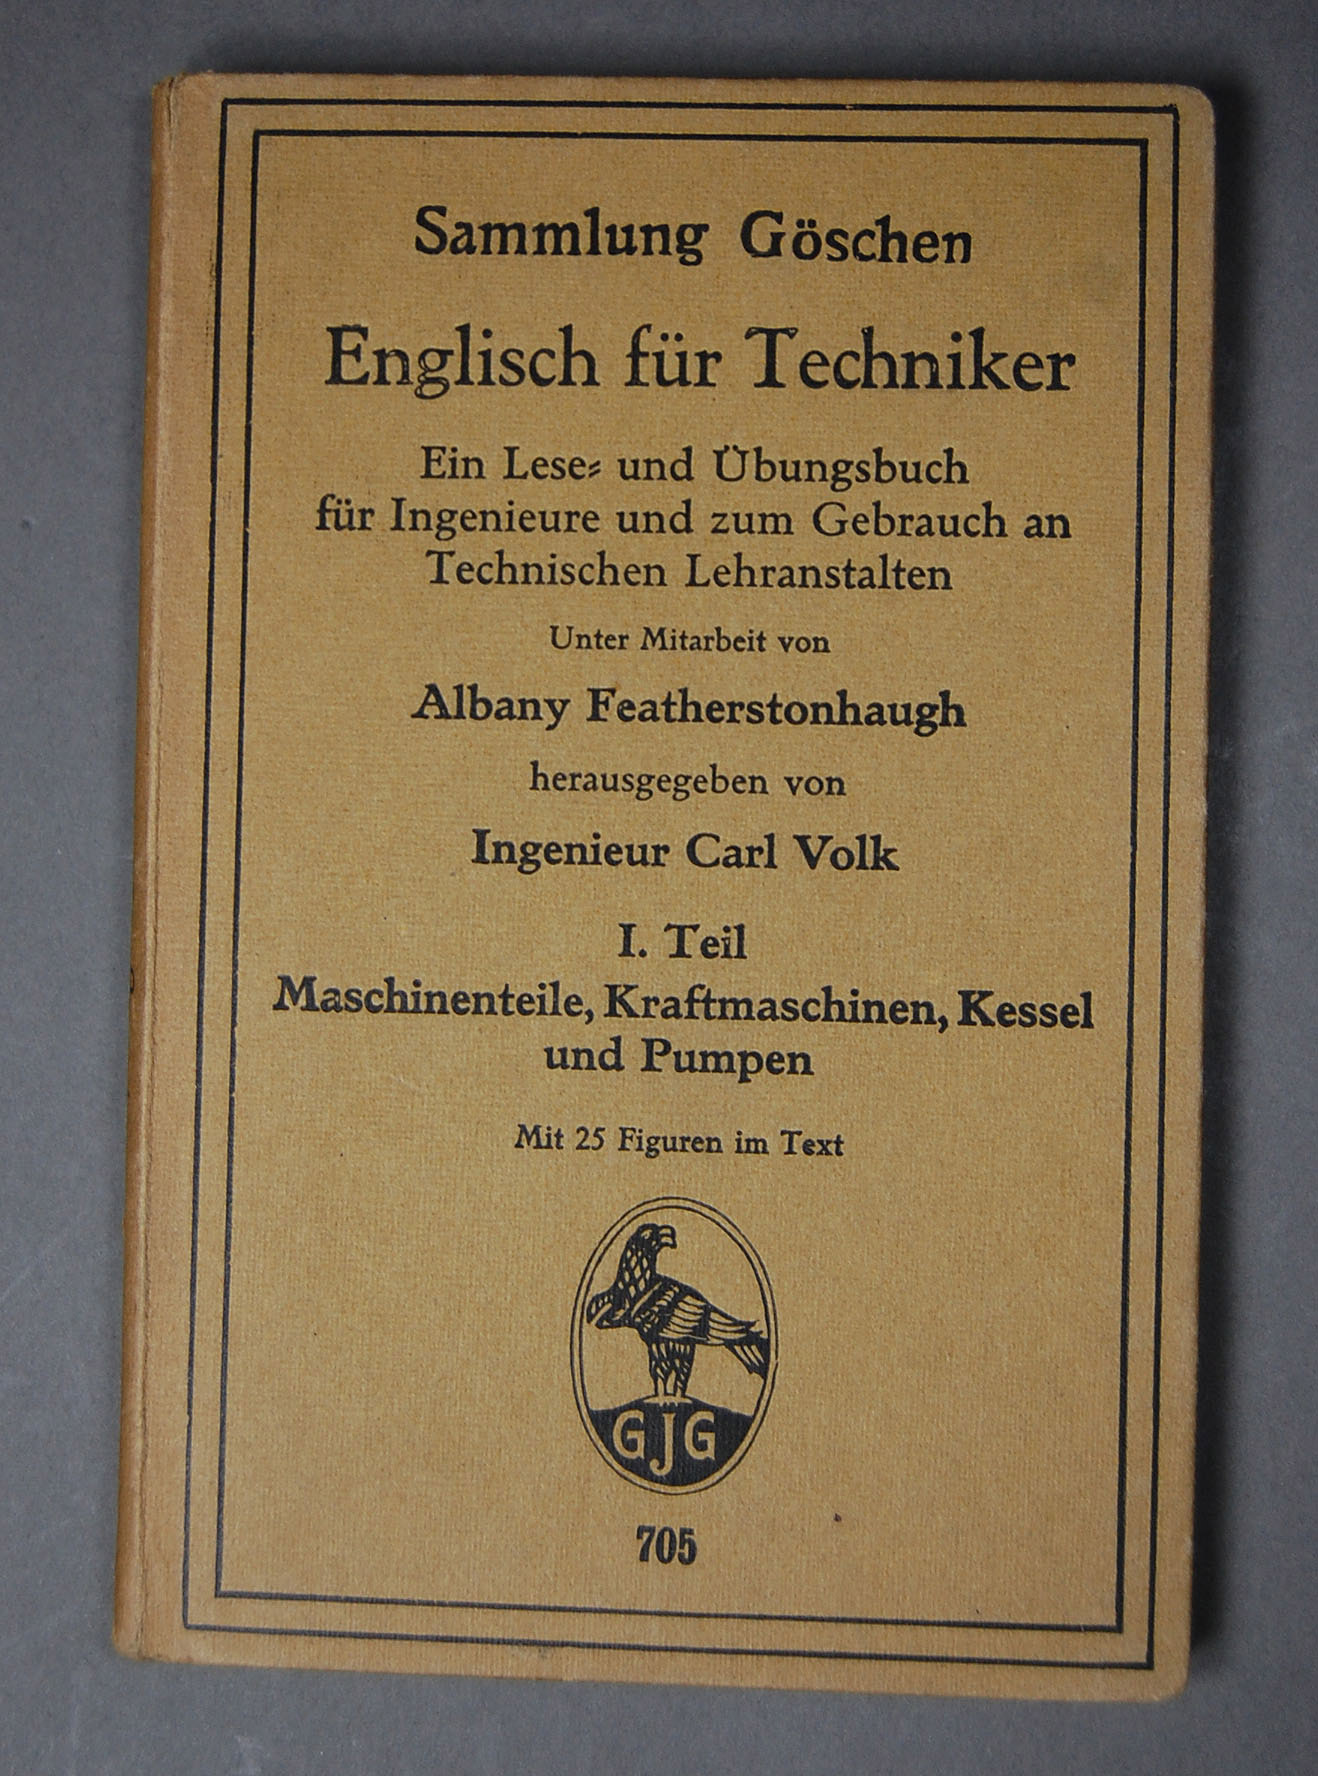 Sammlung Göschen
Englisch für Techniker
Ein Lese- und Übungsbuch
für Ingenieure und zum Gebrauch an
Technischen Lehranstalten
Unter Mitarbeit von
Albany Featherstonhaugh
herausgegeben von
Ingenieur Carl Volk
I. Teil
Maschinenteile, Kraftmaschinen, Kessel
und Pumpen
Mit 25 Figuren im Text
GJG
705